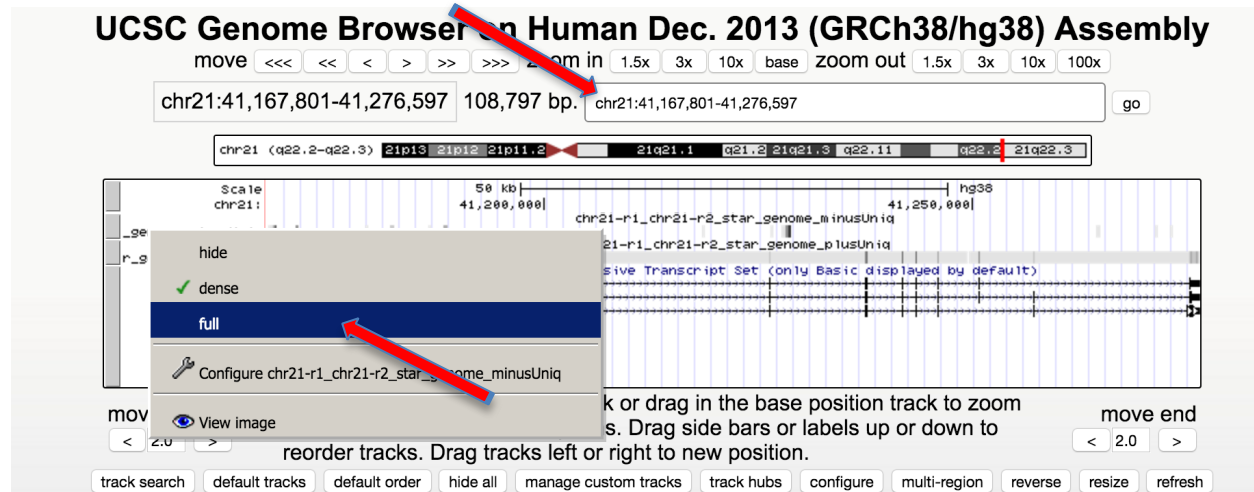 UCSC Genome Browser on Human Dec. 2013 (GRCh38/hg38) Assembly
move <<< << < > >> >>> zoom in 1.5x 3x 10x base zoom out 1.5x 3x 10x 100x
chr21:41,167,801-41,276,597 108,797 bp. chr21:41,167,801-41,276,597 go
chr21 (q22.2-q22.3) 21p13 21p12 21p11.2 21q21.1 q21.2 21q21.3 q22.11 q22.2 21q22.3
Scale 50 kb hg38
chr21: 41,200,000 41,250,000
chr21-r1_chr21-r2_star_genome_minusUniq
_ge
21-r1_chr21-r2_star_genome_plusUniq
r_g
sive Transcript Set (only Basic displayed by default)
hide
dense
full
Configure chr21-r1_chr21-r2_star_genome_minusUniq
View image
mov k or drag in the base position track to zoom move end
< 2.0 > s. Drag side bars or labels up or down to < 2.0 >
reorder tracks. Drag tracks left or right to new position.
track search default tracks default order hide all manage custom tracks track hubs configure multi-region reverse resize refresh